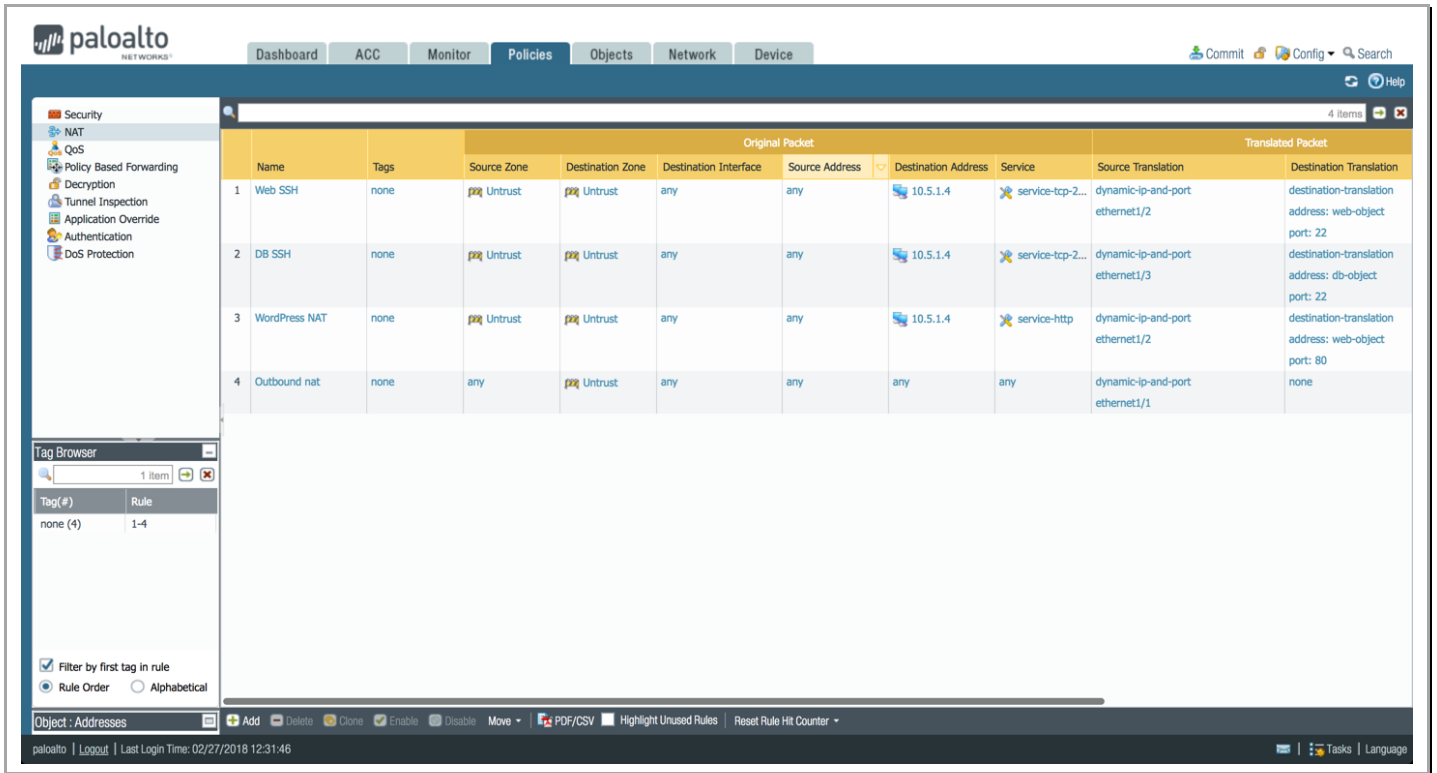 paloalto
NETWORKS®
Dashboard ACC Monitor Policies Objects Network Device
Commit Config Search
Help
Security
NAT
QoS
Policy Based Forwarding
Decryption
Tunnel Inspection
Application Override
Authentication
DoS Protection
4 items
Original Packet Translated Packet
Name Tags Source Zone Destination Zone Destination Interface Source Address Destination Address Service Source Translation Destination Translation
1 Web SSH none Untrust Untrust any any 10.5.1.4 service-tcp-2... dynamic-ip-and-port destination-translation
ethernet1/2 address: web-object
port: 22
2 DB SSH none Untrust Untrust any any 10.5.1.4 service-tcp-2... dynamic-ip-and-port destination-translation
ethernet1/3 address: db-object
port: 22
3 WordPress NAT none Untrust Untrust any any 10.5.1.4 service-http dynamic-ip-and-port destination-translation
ethernet1/2 address: web-object
port: 80
4 Outbound nat none any Untrust any any any any dynamic-ip-and-port none
ethernet1/1
Tag Browser
1 item
Tag(#) Rule
none (4) 1-4
Filter by first tag in rule
Rule Order Alphabetical
Object : Addresses
Add Delete Clone Enable Disable Move PDF/CSV Highlight Unused Rules Reset Rule Hit Counter
paloalto | Logout | Last Login Time: 02/27/2018 12:31:46
| Tasks | Language